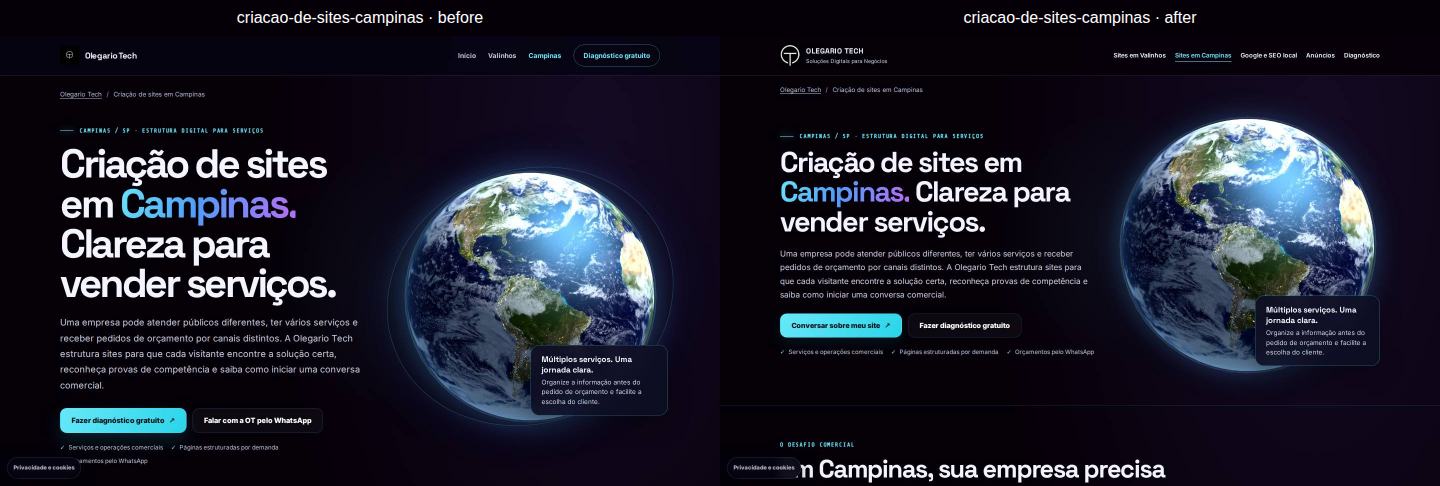 criacao-de-sites-campinas · before
Olegario Tech
Início Valinhos Campinas Diagnóstico gratuito
Olegario Tech / Criação de sites em Campinas
CAMPINAS / SP · ESTRUTURA DIGITAL PARA SERVIÇOS
Criação de sites
em Campinas.
Clareza para
vender serviços.
Uma empresa pode atender públicos diferentes, ter vários serviços e
receber pedidos de orçamento por canais distintos. A Olegario Tech
estrutura sites para que cada visitante encontre a solução certa,
reconheça provas de competência e saiba como iniciar uma conversa
comercial.
Fazer diagnóstico gratuito ↗ Falar com a OT pelo WhatsApp
✓ Serviços e operações comerciais ✓ Páginas estruturadas por demanda
amentos pelo WhatsApp
Privacidade e cookies
Múltiplos serviços. Uma
jornada clara.
Organize a informação antes do
pedido de orçamento e facilite a
escolha do cliente.
criacao-de-sites-campinas · after
OLEGARIO TECH
Soluções Digitais para Negócios
Sites em Valinhos Sites em Campinas Google e SEO local Anúncios Diagnóstico
Olegario Tech / Criação de sites em Campinas
CAMPINAS / SP · ESTRUTURA DIGITAL PARA SERVIÇOS
Criação de sites em
Campinas. Clareza para
vender serviços.
Uma empresa pode atender públicos diferentes, ter vários serviços e receber
pedidos de orçamento por canais distintos. A Olegario Tech estrutura sites para
que cada visitante encontre a solução certa, reconheça provas de competência e
saiba como iniciar uma conversa comercial.
Conversar sobre meu site ↗ Fazer diagnóstico gratuito
✓ Serviços e operações comerciais ✓ Páginas estruturadas por demanda ✓ Orçamentos pelo WhatsApp
Múltiplos serviços. Uma
jornada clara.
Organize a informação antes do
pedido de orçamento e facilite a
escolha do cliente.
O DESAFIO COMERCIAL
m Campinas, sua empresa precisa
Privacidade e cookies